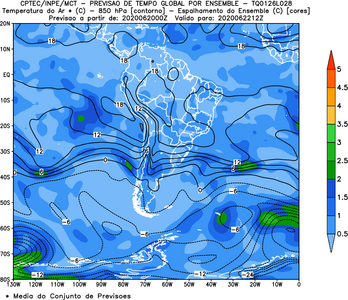 CPTEC/INPE/MCT - PREVISAO DE TEMPO GLOBAL POR ENSEMBLE - TQ0126L028
Temperatura do Ar * (C) - 850 hPa [contorno] - Espalhamento do Ensemble (C) [cores]
Previsao a partir de: 2020062000Z Valido para: 2020062212Z
20N
10N
EQ
10S
20S
30S
40S
50S
60S
70S
80S
130W 120W 110W 100W 90W 80W 70W 60W 50W 40W 30W 20W 10W 0
18
18
18
18
12
12
12
12
12
6
0
0
-6
-6
-6
-6
-6
-12
-12
-24
5
4.5
4
3.5
3
2.5
2
1.5
1
0.5
* Media do Conjunto de Previsoes